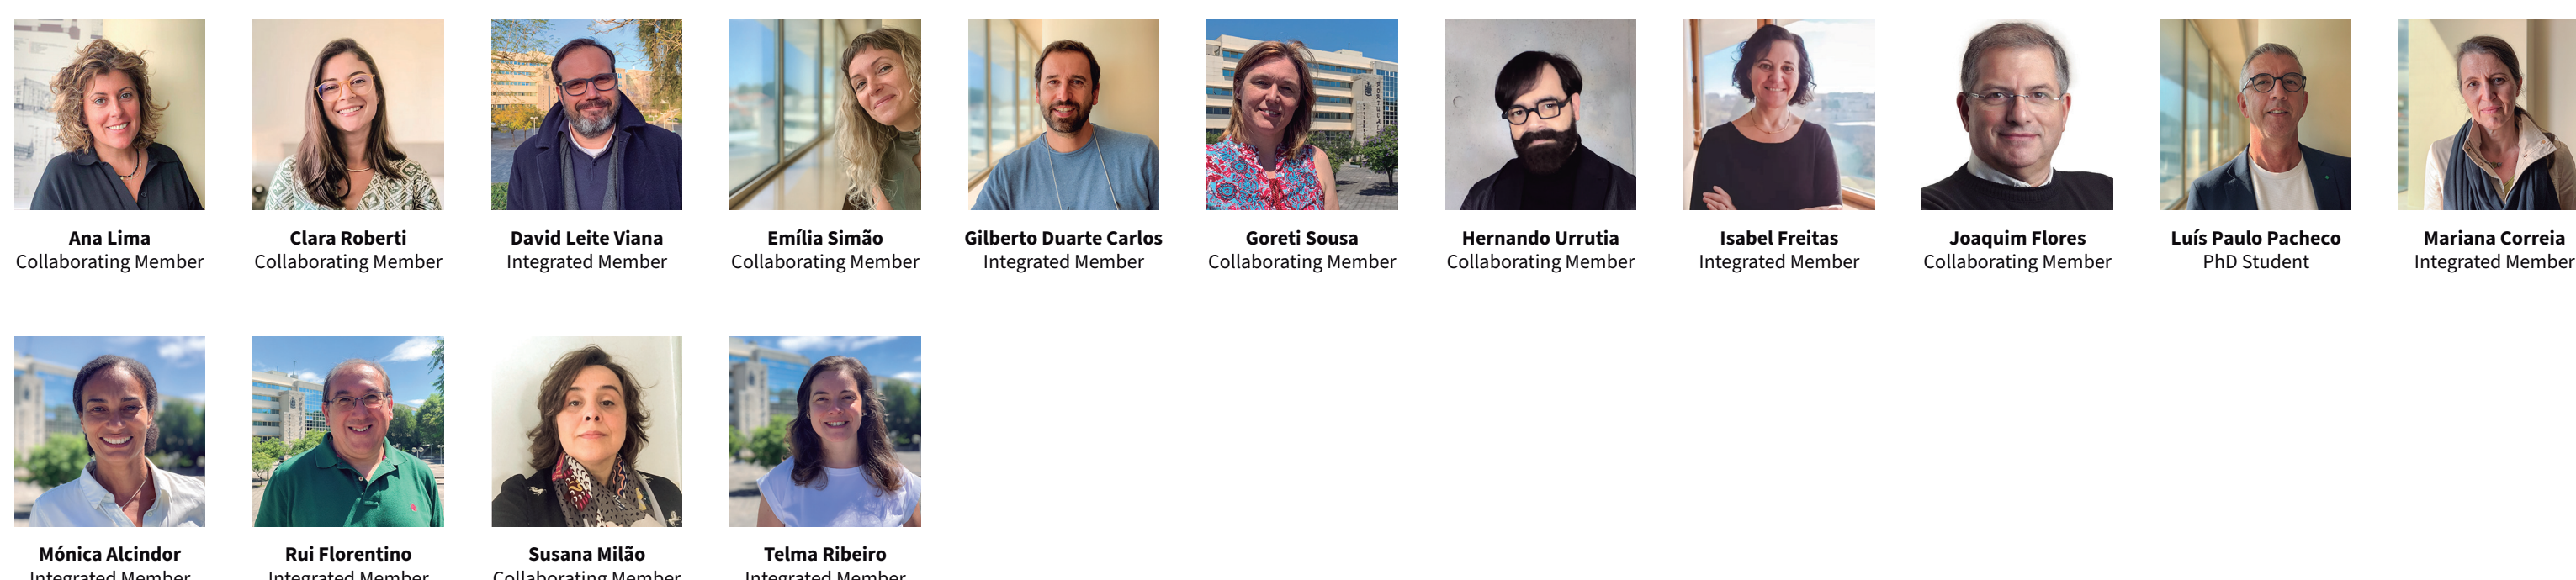 Ana Lima
Collaborating Member
Clara Roberti
Collaborating Member
David Leite Viana
Integrated Member
Emília Simão
Collaborating Member
Gilberto Duarte Carlos
Integrated Member
Goreti Sousa
Collaborating Member
Hernando Urrutia
Collaborating Member
Isabel Freitas
Integrated Member
Joaquim Flores
Collaborating Member
Luís Paulo Pacheco
PhD Student
Mariana Correia
Integrated Member
Mónica Alcindor
Integrated Member
Rui Florentino
Integrated Member
Susana Milão
Collaborating Member
Telma Ribeiro
Integrated Member